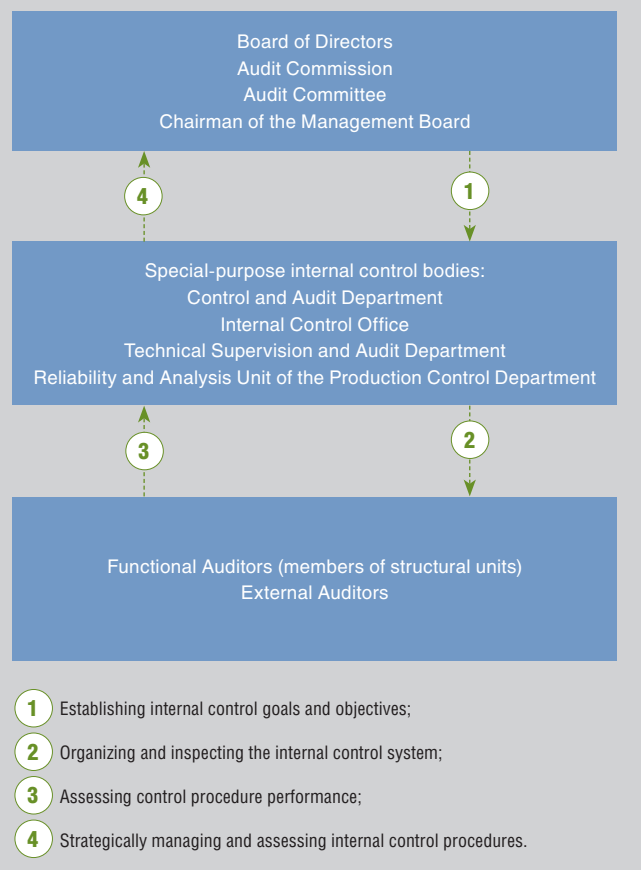 Board of Directors
Audit Commission
Audit Committee
Chairman of the Management Board
4
1
Special-purpose internal control bodies:
Control and Audit Department
Internal Control Office
Technical Supervision and Audit Department
Reliability and Analysis Unit of the Production Control Department
3
2
Functional Auditors (members of structural units)
External Auditors
1 Establishing internal control goals and objectives;
2 Organizing and inspecting the internal control system;
3 Assessing control procedure performance;
4 Strategically managing and assessing internal control procedures.